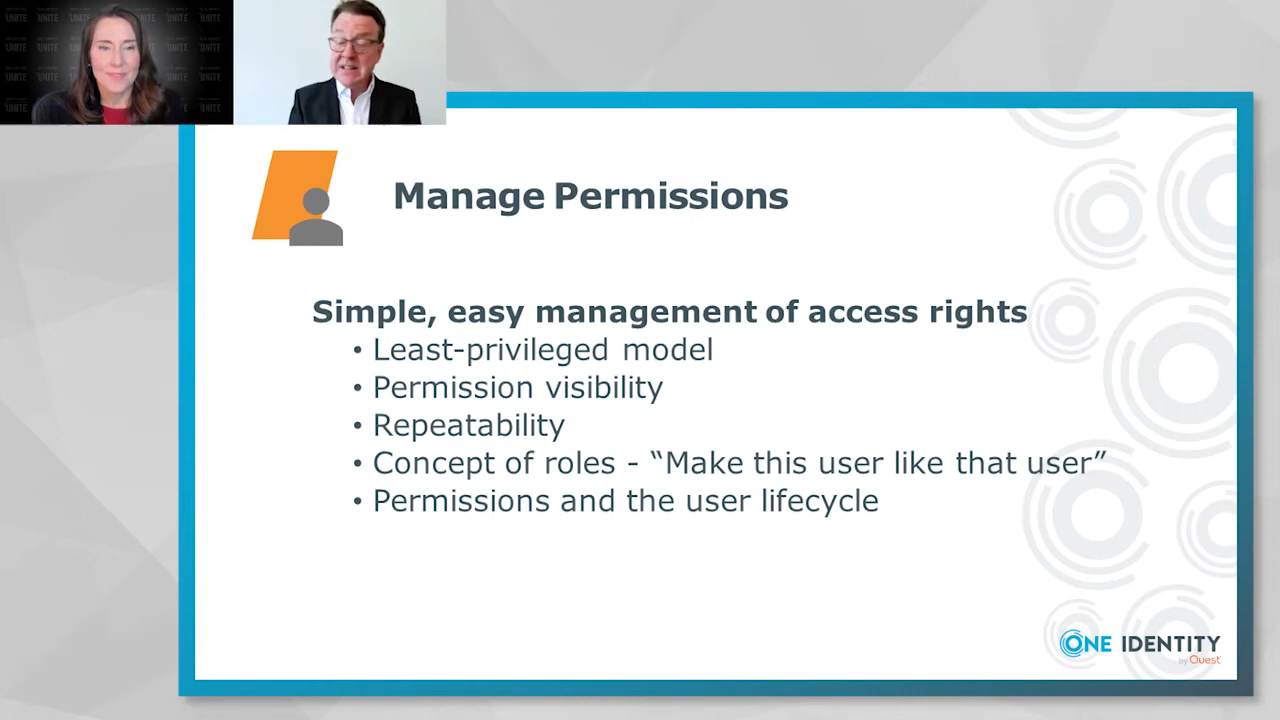 UNITE
Manage Permissions
Simple, easy management of access rights
• Least-privileged model
• Permission visibility
• Repeatability
• Concept of roles - “Make this user like that user”
• Permissions and the user lifecycle
ONE IDENTITY
by Quest